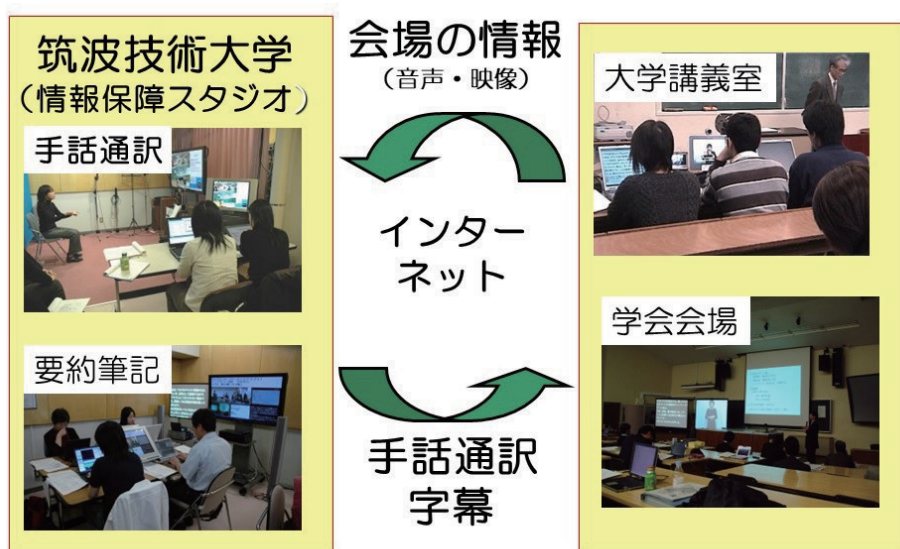 筑波技術大学
（情報保障スタジオ）
手話通訳
要約筆記
会場の情報
（音声・映像）
インター
ネット
手話通訳
字幕
大学講義室
学会会場